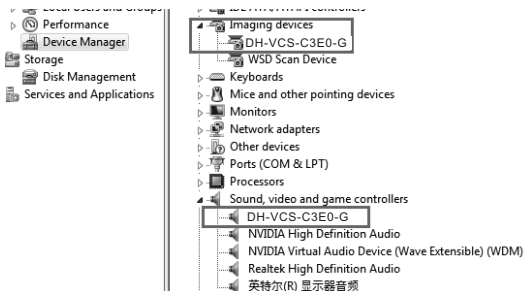 Performance
Device Manager
Storage
Disk Management
Services and Applications
Imaging devices
DH-VCS-C3E0-G
WSD Scan Device
Keyboards
Mice and other pointing devices
Monitors
Network adapters
Other devices
Ports (COM & LPT)
Processors
Sound, video and game controllers
DH-VCS-C3E0-G
NVIDIA High Definition Audio
NVIDIA Virtual Audio Device (Wave Extensible) (WDM)
Realtek High Definition Audio
英特尔(R) 显示器音频